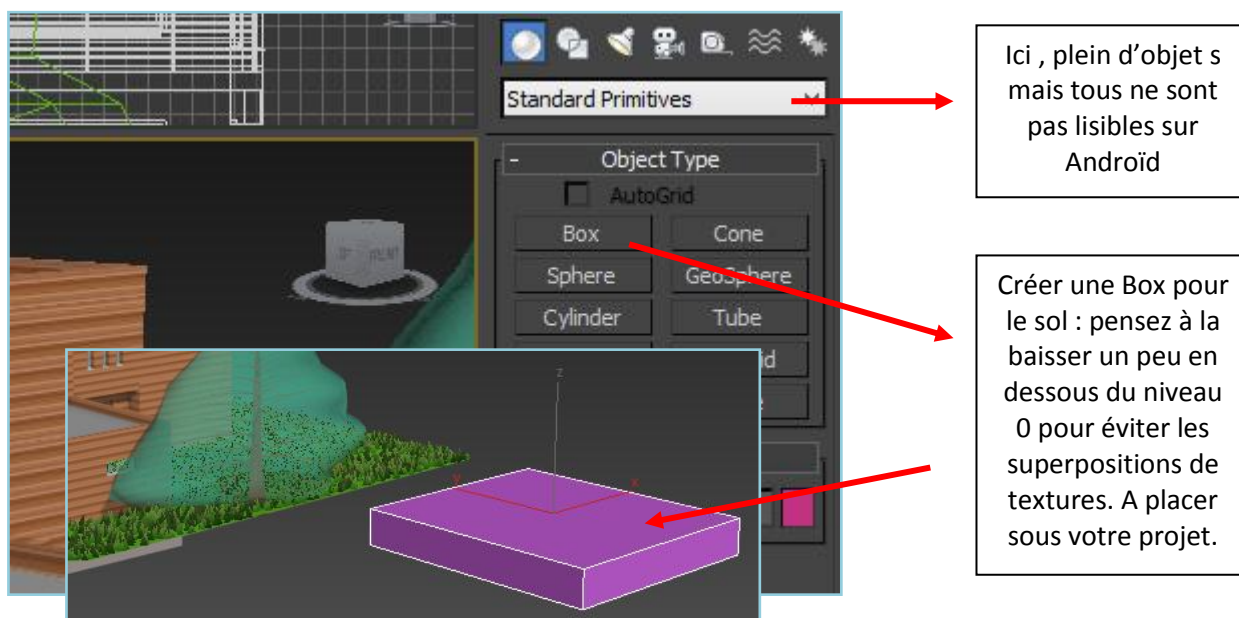 Standard Primitives
- Object Type
AutoGrid
Box Cone
Sphere GeoSphere
Cylinder Tube
id
z
y
x
Ici , plein d’objet s
mais tous ne sont
pas lisibles sur
Androïd
Créer une Box pour
le sol : pensez à la
baisser un peu en
dessous du niveau
0 pour éviter les
superpositions de
textures. A placer
sous votre projet.